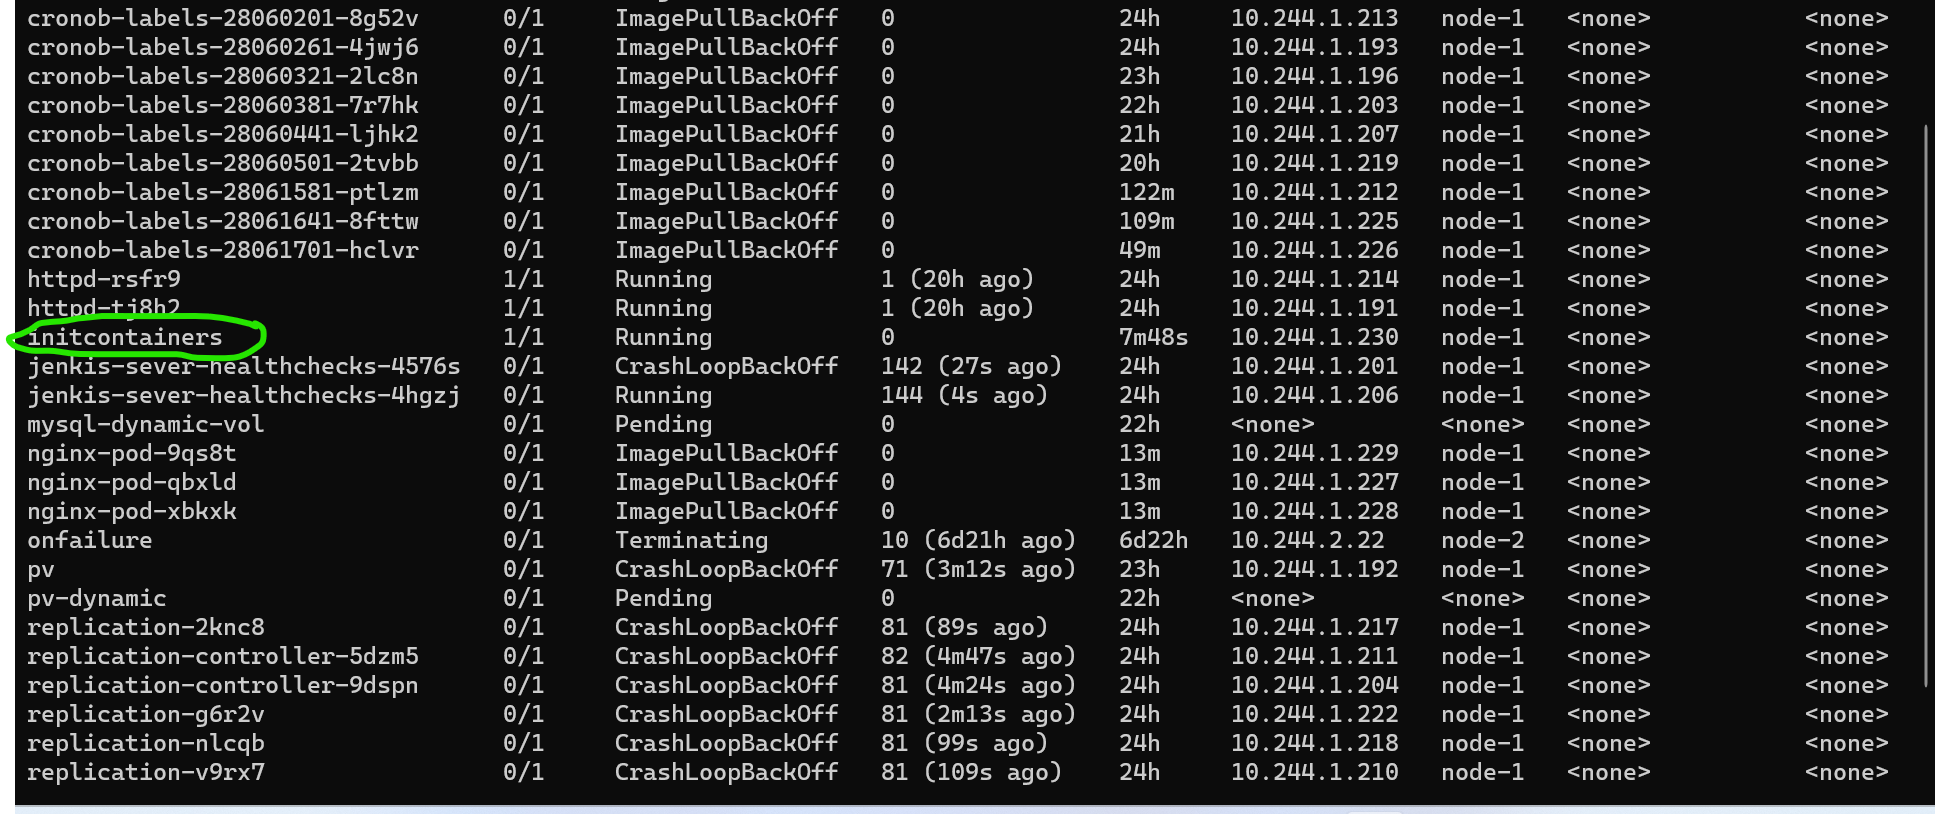 cronob-labels-28060201-8g52v 0/1 ImagePullBackOff 0 24h 10.244.1.213 node-1 <none> <none>
cronob-labels-28060261-4jwj6 0/1 ImagePullBackOff 0 24h 10.244.1.193 node-1 <none> <none>
cronob-labels-28060321-2lc8n 0/1 ImagePullBackOff 0 23h 10.244.1.196 node-1 <none> <none>
cronob-labels-28060381-7r7hk 0/1 ImagePullBackOff 0 22h 10.244.1.203 node-1 <none> <none>
cronob-labels-28060441-ljhk2 0/1 ImagePullBackOff 0 21h 10.244.1.207 node-1 <none> <none>
cronob-labels-28060501-2tvbb 0/1 ImagePullBackOff 0 20h 10.244.1.219 node-1 <none> <none>
cronob-labels-28061581-ptlzm 0/1 ImagePullBackOff 0 122m 10.244.1.212 node-1 <none> <none>
cronob-labels-28061641-8fttw 0/1 ImagePullBackOff 0 109m 10.244.1.225 node-1 <none> <none>
cronob-labels-28061701-hclvr 0/1 ImagePullBackOff 0 49m 10.244.1.226 node-1 <none> <none>
httpd-rsfr9 1/1 Running 1 (20h ago) 24h 10.244.1.214 node-1 <none> <none>
httpd-tj8h2 1/1 Running 1 (20h ago) 24h 10.244.1.191 node-1 <none> <none>
initcontainers 1/1 Running 0 7m48s 10.244.1.230 node-1 <none> <none>
jenkis-sever-healthchecks-4576s 0/1 CrashLoopBackOff 142 (27s ago) 24h 10.244.1.201 node-1 <none> <none>
jenkis-sever-healthchecks-4hgzj 0/1 Running 144 (4s ago) 24h 10.244.1.206 node-1 <none> <none>
mysql-dynamic-vol 0/1 Pending 0 22h <none> <none> <none> <none>
nginx-pod-9qs8t 0/1 ImagePullBackOff 0 13m 10.244.1.229 node-1 <none> <none>
nginx-pod-qbxld 0/1 ImagePullBackOff 0 13m 10.244.1.227 node-1 <none> <none>
nginx-pod-xbkxk 0/1 ImagePullBackOff 0 13m 10.244.1.228 node-1 <none> <none>
onfailure 0/1 Terminating 10 (6d21h ago) 6d22h 10.244.2.22 node-2 <none> <none>
pv 0/1 CrashLoopBackOff 71 (3m12s ago) 23h 10.244.1.192 node-1 <none> <none>
pv-dynamic 0/1 Pending 0 22h <none> <none> <none> <none>
replication-2knc8 0/1 CrashLoopBackOff 81 (89s ago) 24h 10.244.1.217 node-1 <none> <none>
replication-controller-5dzm5 0/1 CrashLoopBackOff 82 (4m47s ago) 24h 10.244.1.211 node-1 <none> <none>
replication-controller-9dspn 0/1 CrashLoopBackOff 81 (4m24s ago) 24h 10.244.1.204 node-1 <none> <none>
replication-g6r2v 0/1 CrashLoopBackOff 81 (2m13s ago) 24h 10.244.1.222 node-1 <none> <none>
replication-nlcqb 0/1 CrashLoopBackOff 81 (99s ago) 24h 10.244.1.218 node-1 <none> <none>
replication-v9rx7 0/1 CrashLoopBackOff 81 (109s ago) 24h 10.244.1.210 node-1 <none> <none>